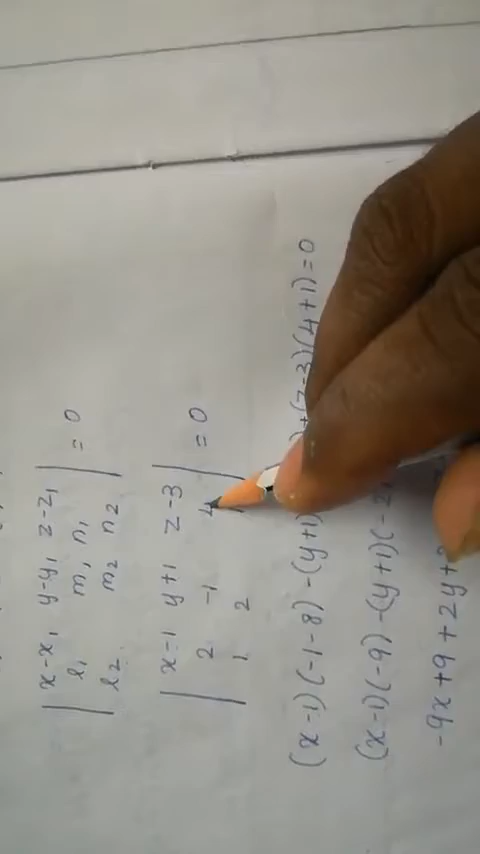 | x-x₁ y-y₁ z-z₁ |
| l₁ m₁ n₁ | = 0
| l₂ m₂ n₂ |
| x-1 y+1 z-3 |
| 2 -1 4 | = 0
| 1 2
(x-1)(-1-8)-(y+1) +(z-3)(4+1)=0
(x-1)(-9)-(y+1)(-2
-9x+9+2y+